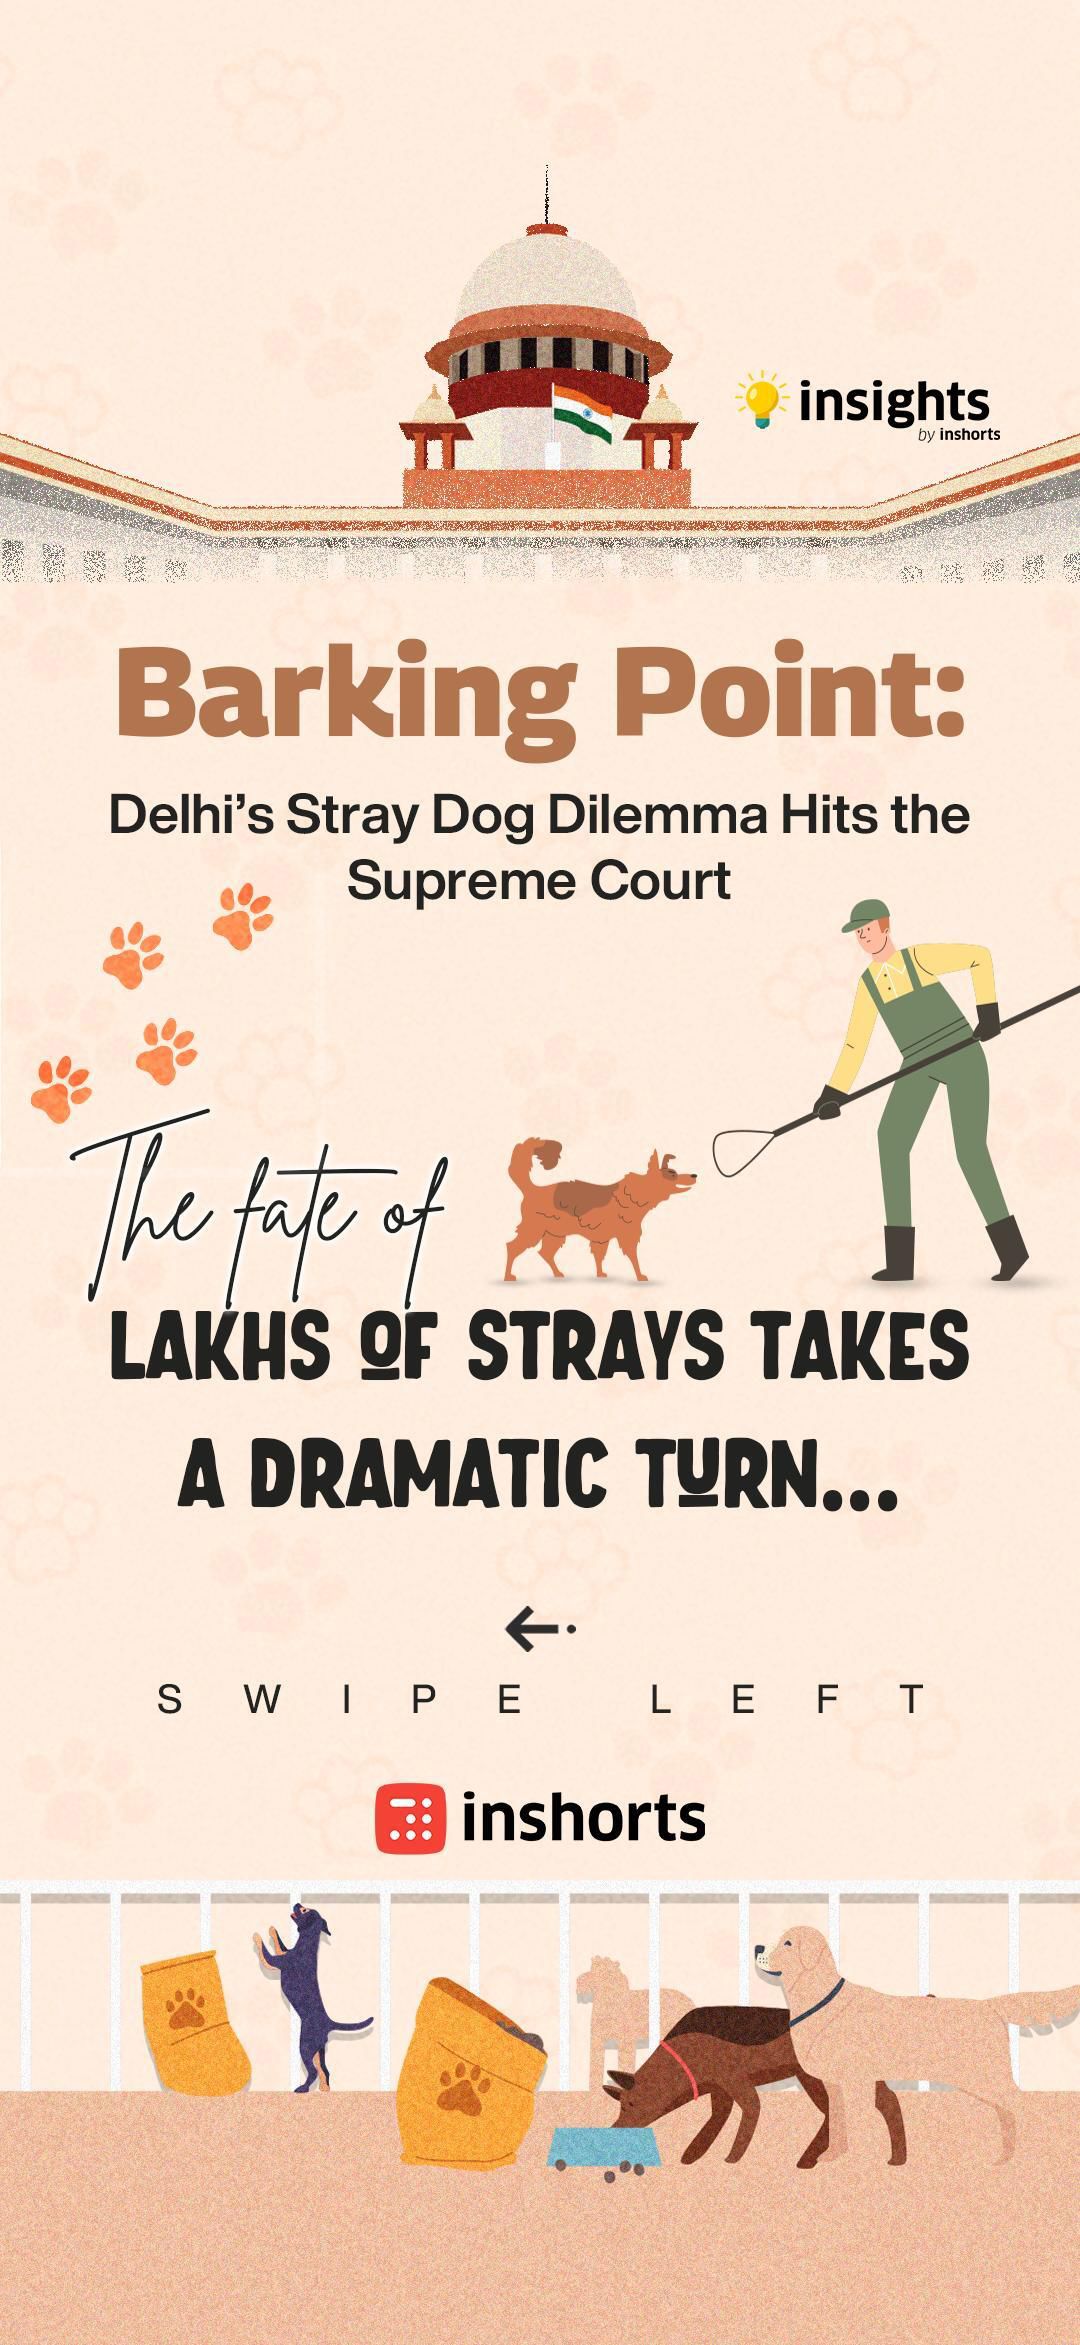 insights
by inshorts
Barking Point:
Delhi's Stray Dog Dilemma Hits the
Supreme Court
The fate of
LAKHS OF STRAYS TAKES
A DRAMATIC TURN...
SWIPE LEFT
inshorts